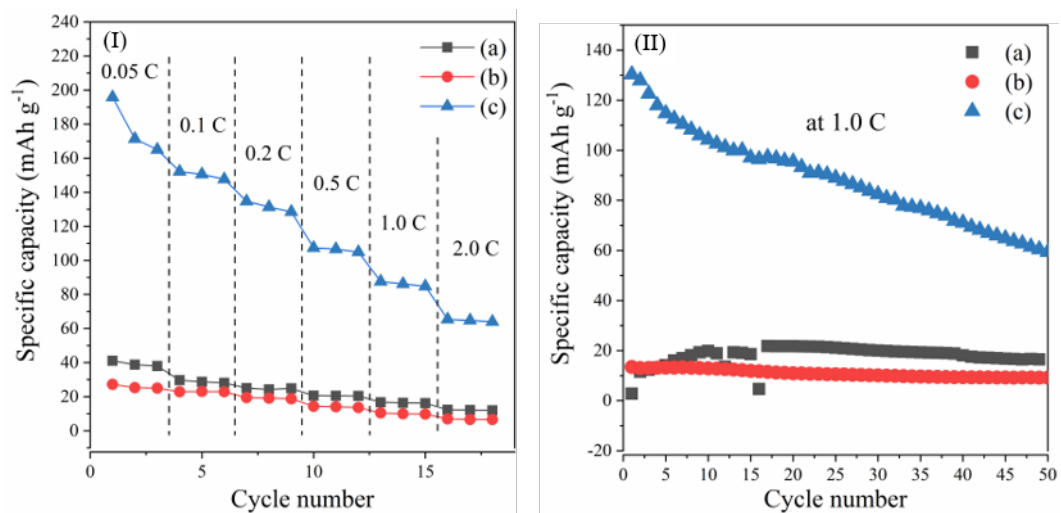 (I)
(a)
(b)
(c)
0.05 C
0.1 C
0.2 C
0.5 C
1.0 C
2.0 C
Specific capacity (mAh g⁻¹)
240
220
200
180
160
140
120
100
80
60
40
20
0
0
5
10
15
Cycle number
(II)
(a)
(b)
(c)
at 1.0 C
Specific capacity (mAh g⁻¹)
140
120
100
80
60
40
20
0
-20
0
5
10
15
20
25
30
35
40
45
50
Cycle number